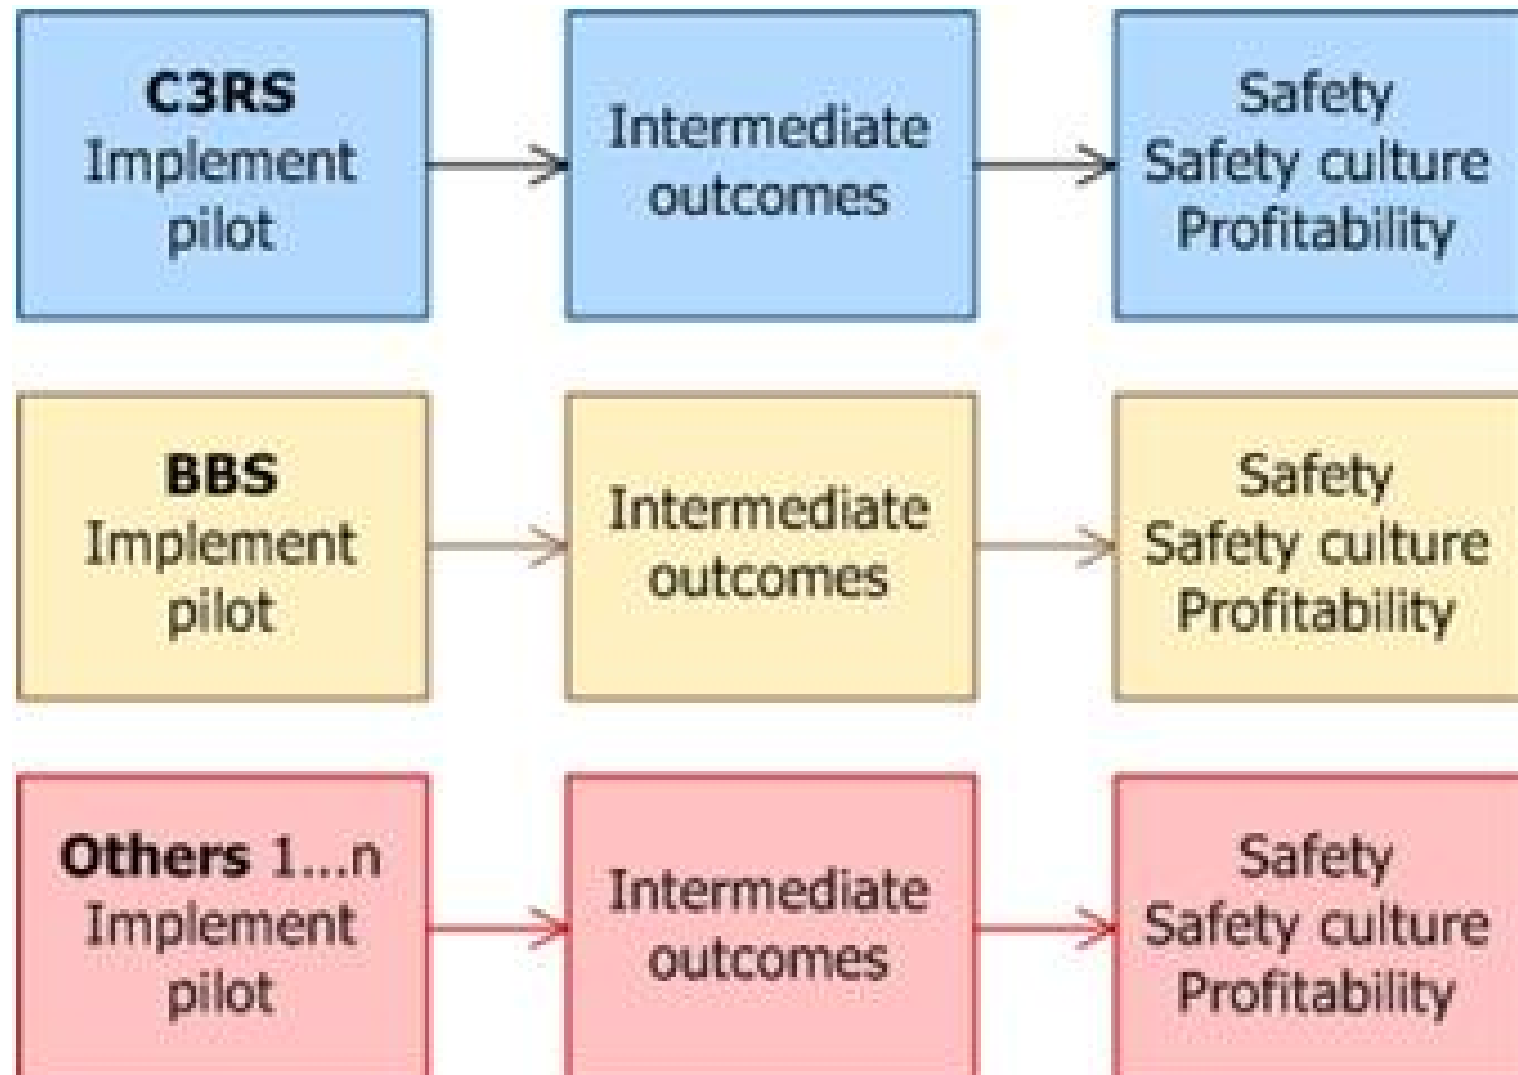 C3RS
Implement
pilot
Intermediate
outcomes
Safety
Safety culture
Profitability
BBS
Implement
pilot
Intermediate
outcomes
Safety
Safety culture
Profitability
Others 1...n
Implement
pilot
Intermediate
outcomes
Safety
Safety culture
Profitability